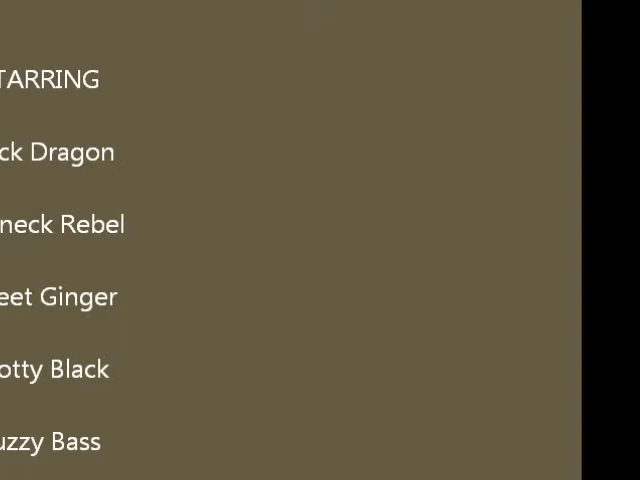 TARRING
ck Dragon
neck Rebel
eet Ginger
otty Black
uzzy Bass